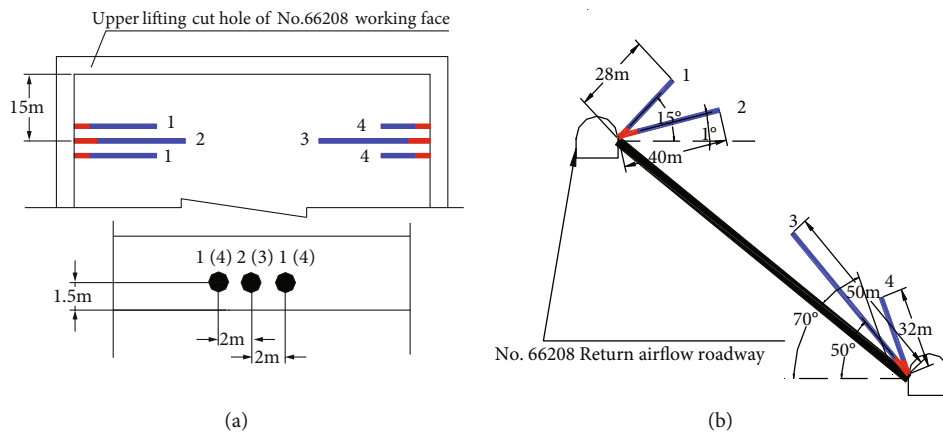 Upper lifting cut hole of No.66208 working face
15m
1
2
1
4
3
4
1 (4) 2 (3) 1 (4)
1.5m
2m
2m
(a)
28m
1
2
15°
1°
40m
3
50m
4
32m
70°
50°
No. 66208 Return airflow roadway
(b)